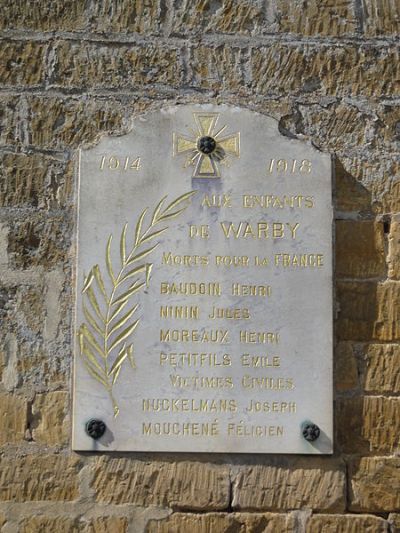 1914 1918
AUX ENFANTS
DE WARBY
MORTS POUR LA FRANCE
BAUDOIN HENRI
NININ JULES
MOREAUX HENRI
PETITFILS EMILE
VICTIMES CIVILES
NUCKELMANS JOSEPH
MOUCHENÉ FÉLICIEN